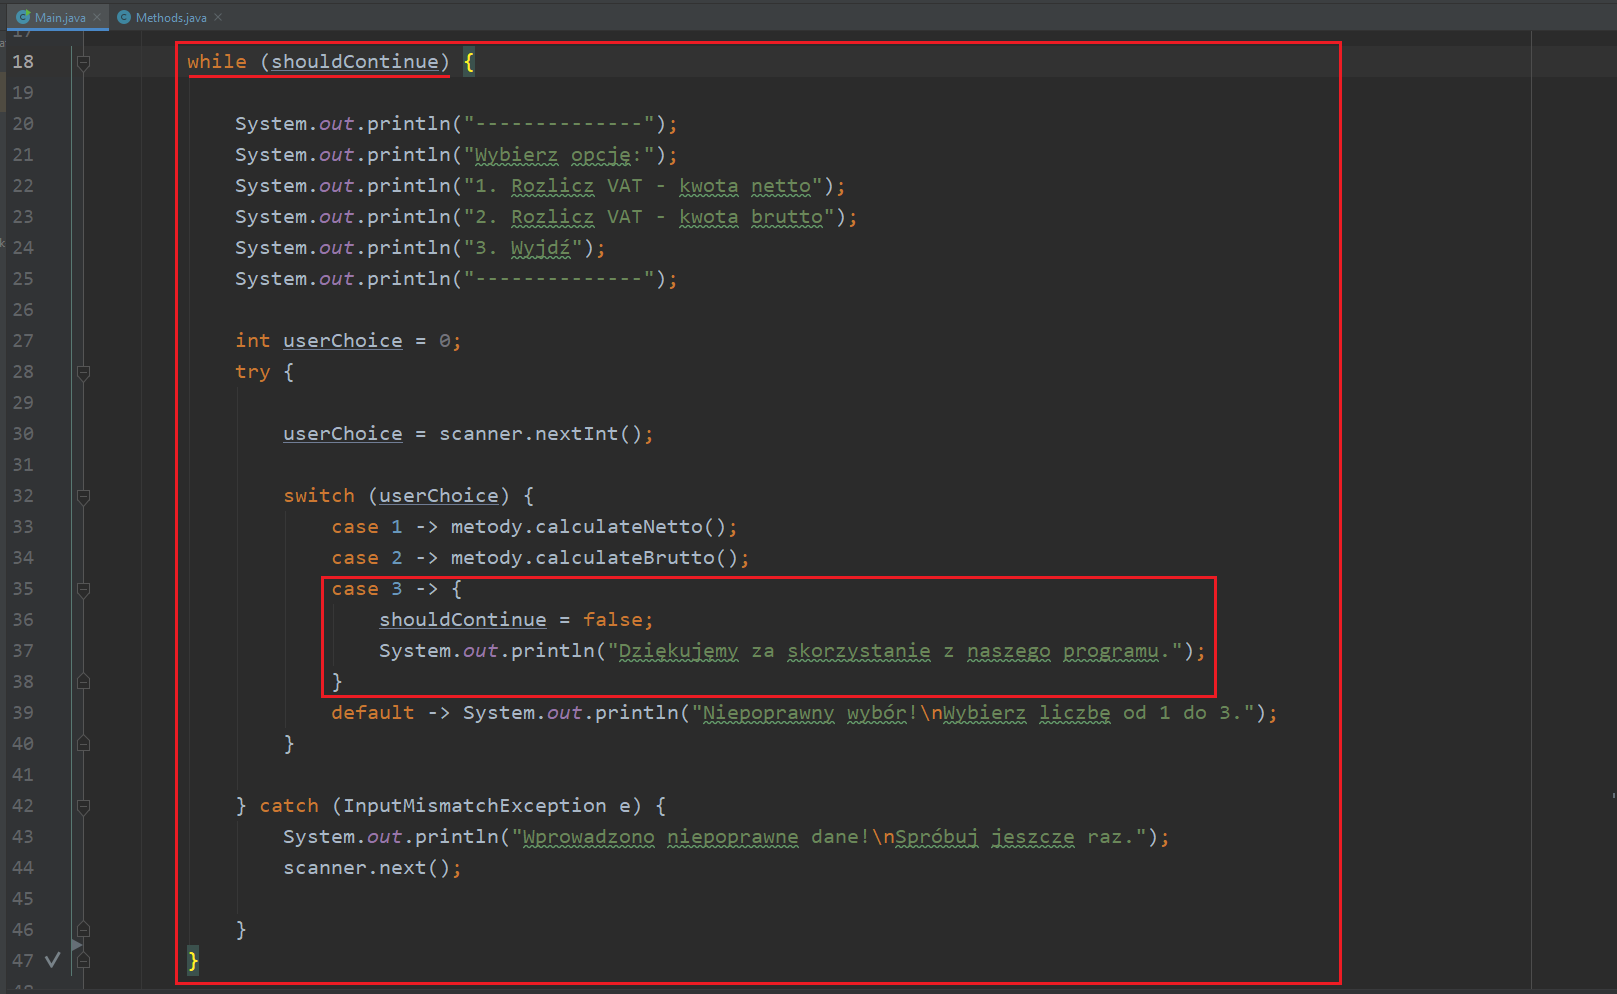 Main.java × Methods.java ×
17
18 while (shouldContinue) {
19
20 System.out.println("--------------");
21 System.out.println("Wybierz opcję:");
22 System.out.println("1. Rozlicz VAT - kwota netto");
23 System.out.println("2. Rozlicz VAT - kwota brutto");
24 System.out.println("3. Wyjdź");
25 System.out.println("--------------");
26
27 int userChoice = 0;
28 try {
29
30 userChoice = scanner.nextInt();
31
32 switch (userChoice) {
33 case 1 -> metody.calculateNetto();
34 case 2 -> metody.calculateBrutto();
35 case 3 -> {
36 shouldContinue = false;
37 System.out.println("Dziękujęmy za skorzystanie z naszego programu.");
38 }
39 default -> System.out.println("Niepoprawny wybór!\nWybierz liczbę od 1 do 3.");
40 }
41
42 } catch (InputMismatchException e) {
43 System.out.println("Wprowadzono niepoprawne dane!\nSpróbuj jeszcze raz.");
44 scanner.next();
45
46 }
47 }